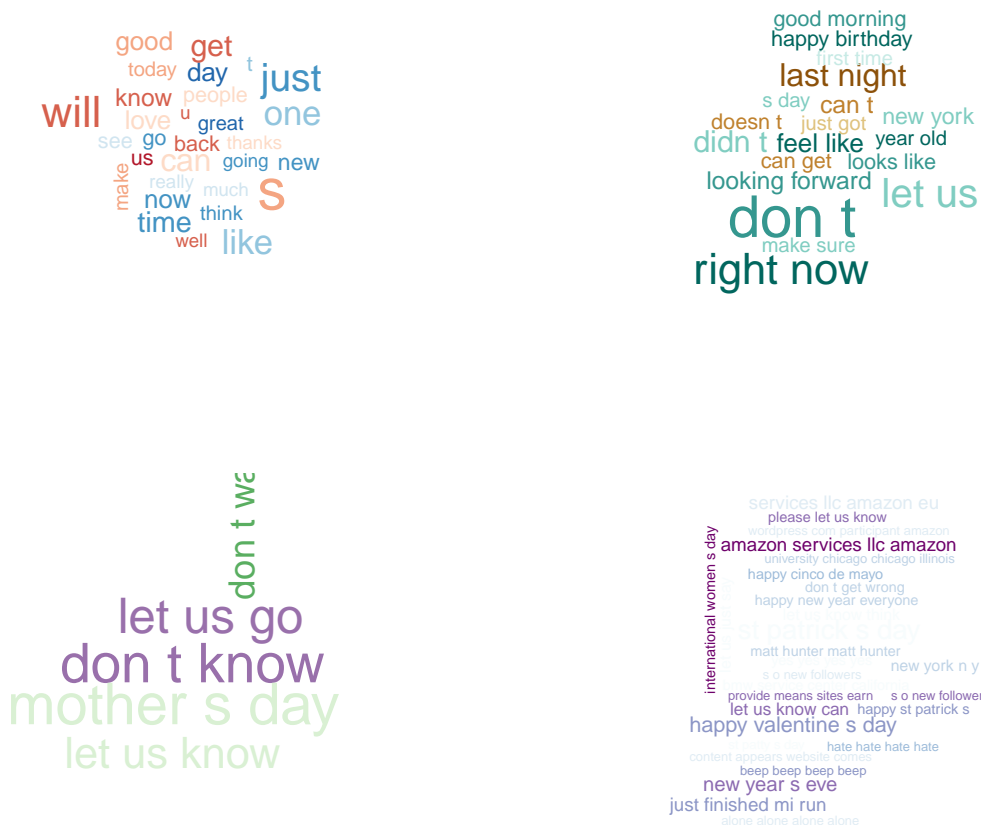 good get
today day t just
will know people one
love u great
see go back thanks
us can going new
make really much s
now think
time
well like
good morning
happy birthday
first time
last night
s day can t
doesn t just got new york
didn t feel like year old
can get looks like
looking forward let us
don t
make sure
right now
don t
let us go
don t know
mother s day
let us know
services llc amazon eu
please let us know
wordpress com participant amazon
amazon services llc amazon
university chicago chicago illinois
international women s day
happy cinco de mayo
don t get wrong
happy new year everyone
st patrick s day
matt hunter matt hunter
new york n y
s o new followers
provide means sites earn s o new follower
let us know can happy st patrick s
happy valentine s day
hate hate hate hate
content appears website comes
beep beep beep beep
new year s eve
just finished mi run
alone alone alone alone